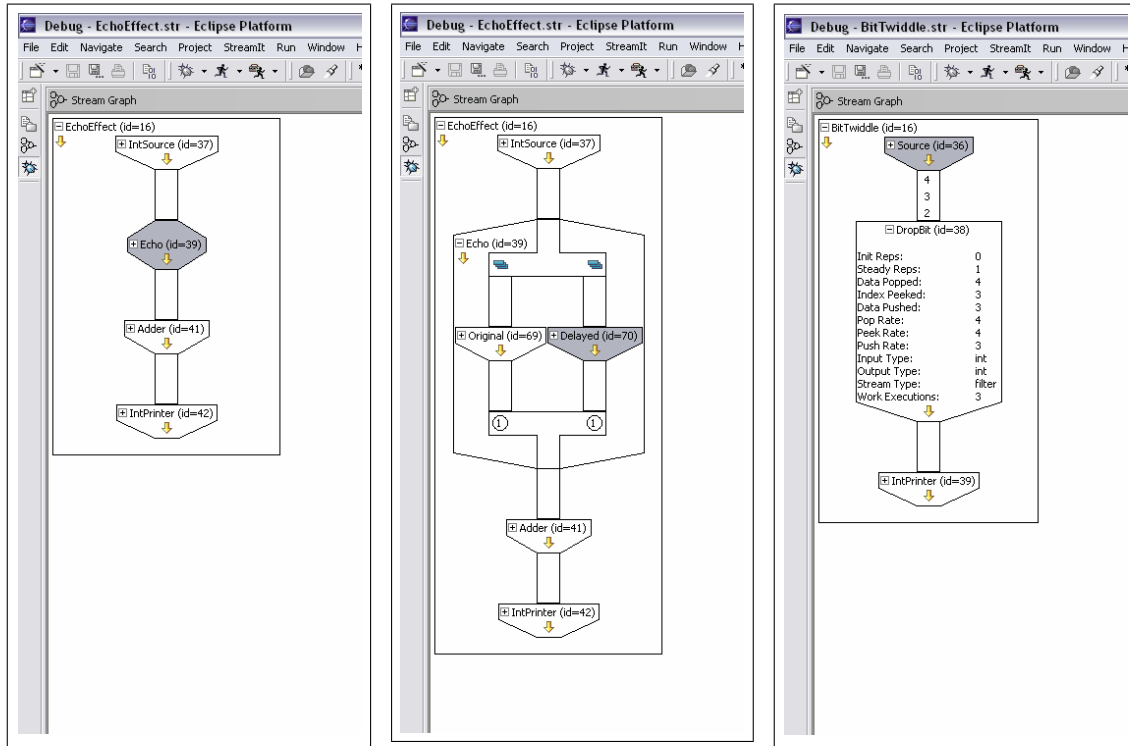 Debug - EchoEffect.str - Eclipse Platform
File Edit Navigate Search Project StreamIt Run Window H
Stream Graph
EchoEffect (id=16)
IntSource (id=37)
Echo (id=39)
Adder (id=41)
IntPrinter (id=42)
Debug - EchoEffect.str - Eclipse Platform
File Edit Navigate Search Project StreamIt Run Window H
Stream Graph
EchoEffect (id=16)
IntSource (id=37)
Echo (id=39)
Original (id=69) Delayed (id=70)
1 1
Adder (id=41)
IntPrinter (id=42)
Debug - BitTwiddle.str - Eclipse Platform
File Edit Navigate Search Project StreamIt Run Window H
Stream Graph
BitTwiddle (id=16)
Source (id=36)
4
3
2
DropBit (id=38)
Init Reps: 0
Steady Reps: 1
Data Popped: 4
Index Peeked: 3
Data Pushed: 3
Pop Rate: 4
Peek Rate: 4
Push Rate: 3
Input Type: int
Output Type: int
Stream Type: filter
Work Executions: 3
IntPrinter (id=39)